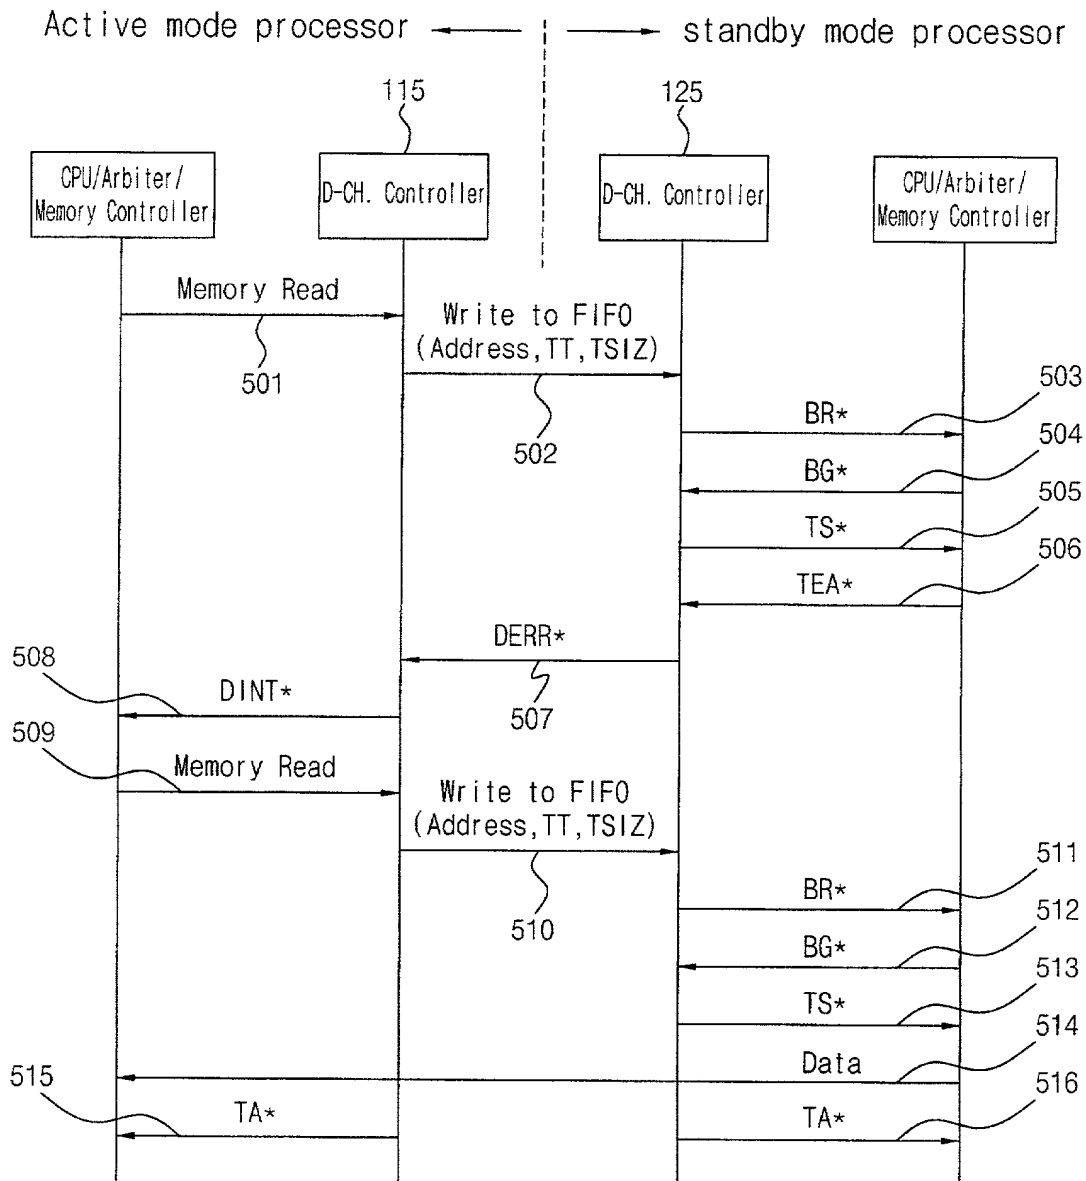 Active mode processor
standby mode processor
115
125
CPU/Arbiter/
Memory Controller
D-CH. Controller
D-CH. Controller
CPU/Arbiter/
Memory Controller
Memory Read
501
Write to FIFO
(Address,TT,TSIZ)
502
BR*
503
BG*
504
TS*
505
TEA*
506
DERR*
507
508
DINT*
509
Memory Read
Write to FIFO
(Address,TT,TSIZ)
510
BR*
511
BG*
512
TS*
513
Data
514
515
TA*
TA*
516